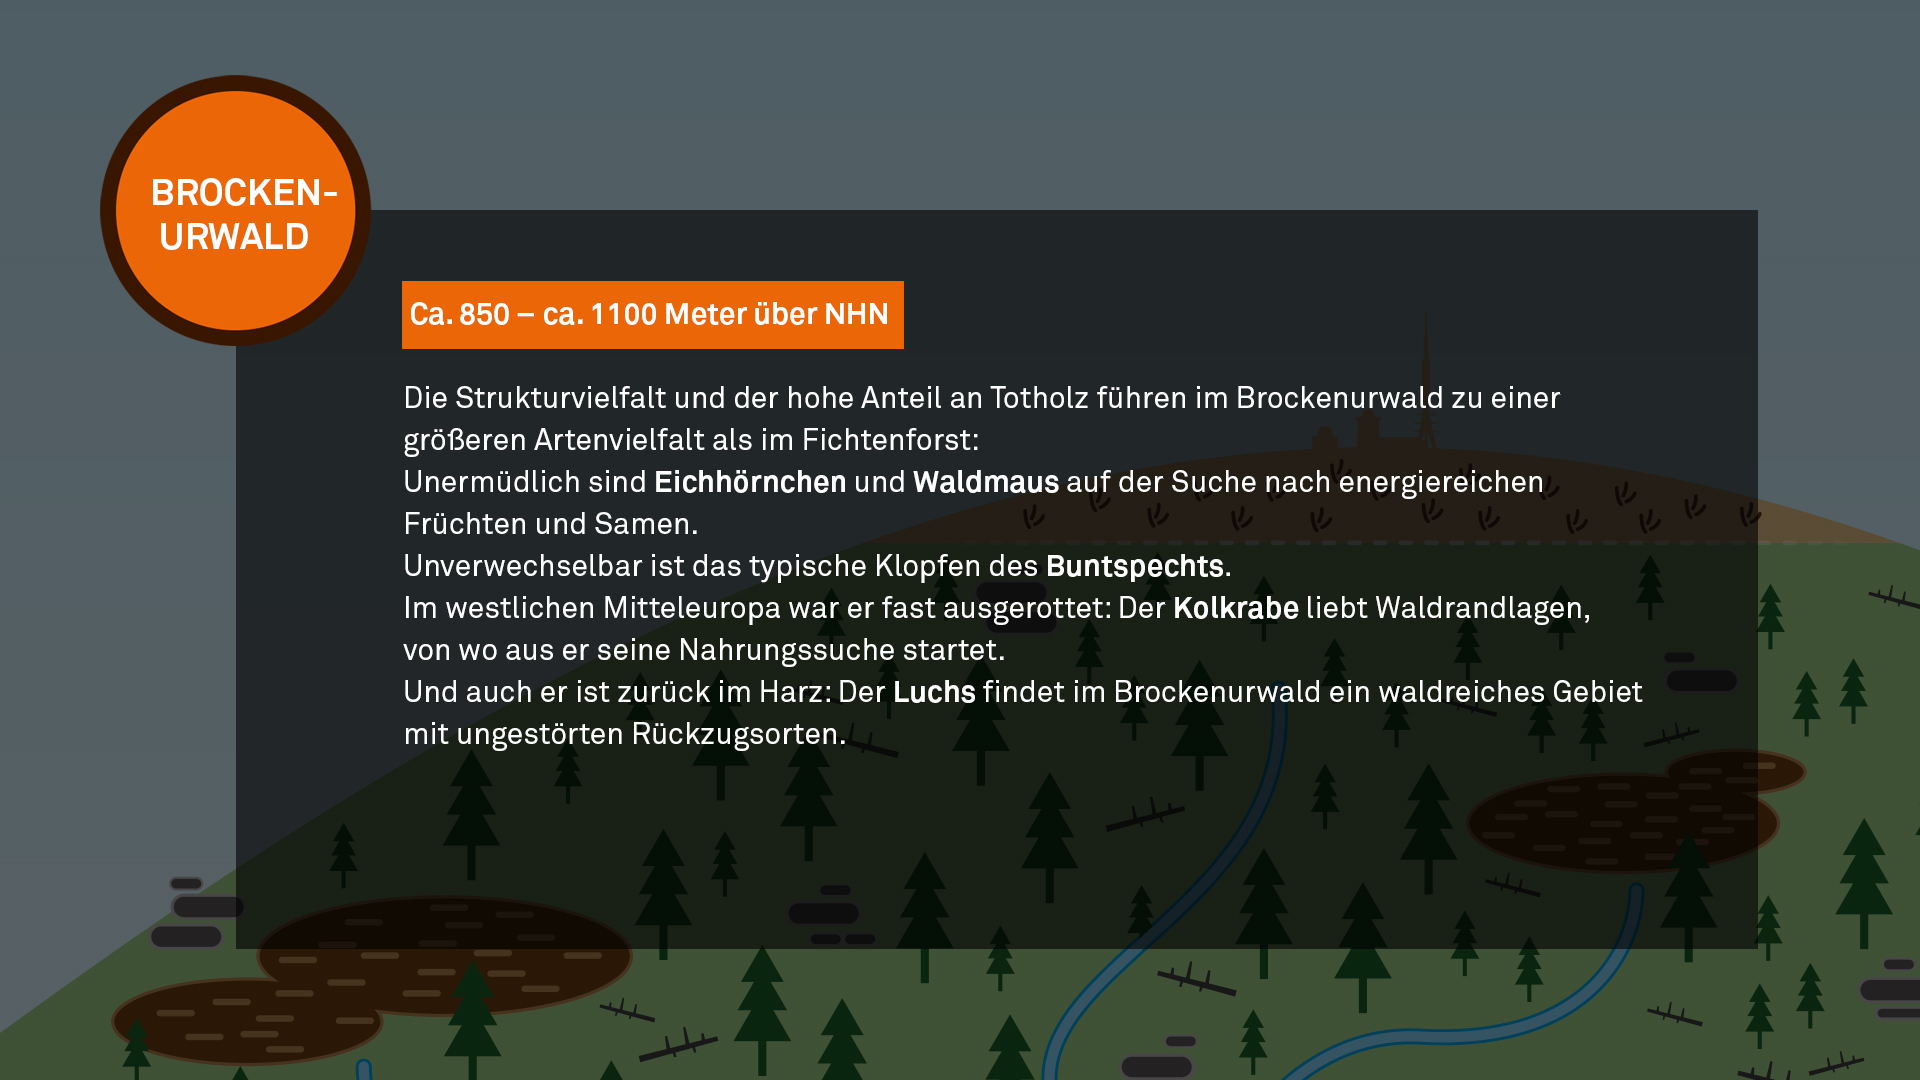 BROCKEN-
URWALD
Ca. 850 – ca. 1100 Meter über NHN
Die Strukturvielfalt und der hohe Anteil an Totholz führen im Brockenurwald zu einer
größeren Artenvielfalt als im Fichtenforst:
Unermüdlich sind Eichhörnchen und Waldmaus auf der Suche nach energiereichen
Früchten und Samen.
Unverwechselbar ist das typische Klopfen des Buntspechts.
Im westlichen Mitteleuropa war er fast ausgerottet: Der Kolkrabe liebt Waldrandlagen,
von wo aus er seine Nahrungssuche startet.
Und auch er ist zurück im Harz: Der Luchs findet im Brockenurwald ein waldreiches Gebiet
mit ungestörten Rückzugsorten.